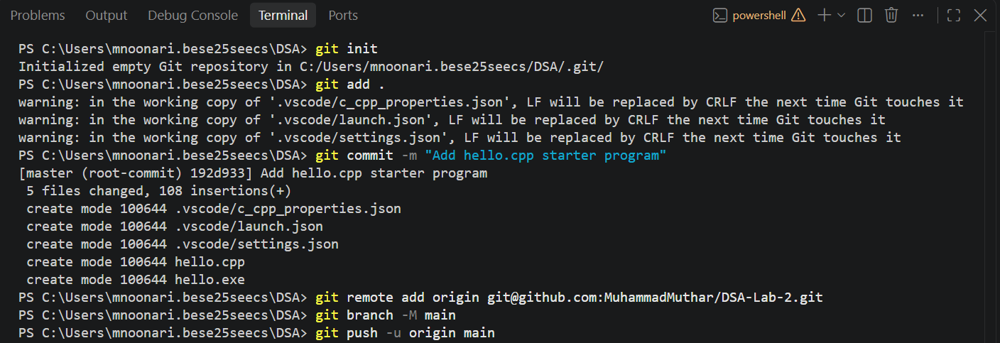 Problems Output Debug Console Terminal Ports powershell
PS C:\Users\mnoonari.bese25seecs\DSA> git init
Initialized empty Git repository in C:/Users/mnoonari.bese25seecs/DSA/.git/
PS C:\Users\mnoonari.bese25seecs\DSA> git add .
warning: in the working copy of '.vscode/c_cpp_properties.json', LF will be replaced by CRLF the next time Git touches it
warning: in the working copy of '.vscode/launch.json', LF will be replaced by CRLF the next time Git touches it
warning: in the working copy of '.vscode/settings.json', LF will be replaced by CRLF the next time Git touches it
PS C:\Users\mnoonari.bese25seecs\DSA> git commit -m "Add hello.cpp starter program"
[master (root-commit) 192d933] Add hello.cpp starter program
 5 files changed, 108 insertions(+)
 create mode 100644 .vscode/c_cpp_properties.json
 create mode 100644 .vscode/launch.json
 create mode 100644 .vscode/settings.json
 create mode 100644 hello.cpp
 create mode 100644 hello.exe
PS C:\Users\mnoonari.bese25seecs\DSA> git remote add origin git@github.com:MuhammadMuthar/DSA-Lab-2.git
PS C:\Users\mnoonari.bese25seecs\DSA> git branch -M main
PS C:\Users\mnoonari.bese25seecs\DSA> git push -u origin main